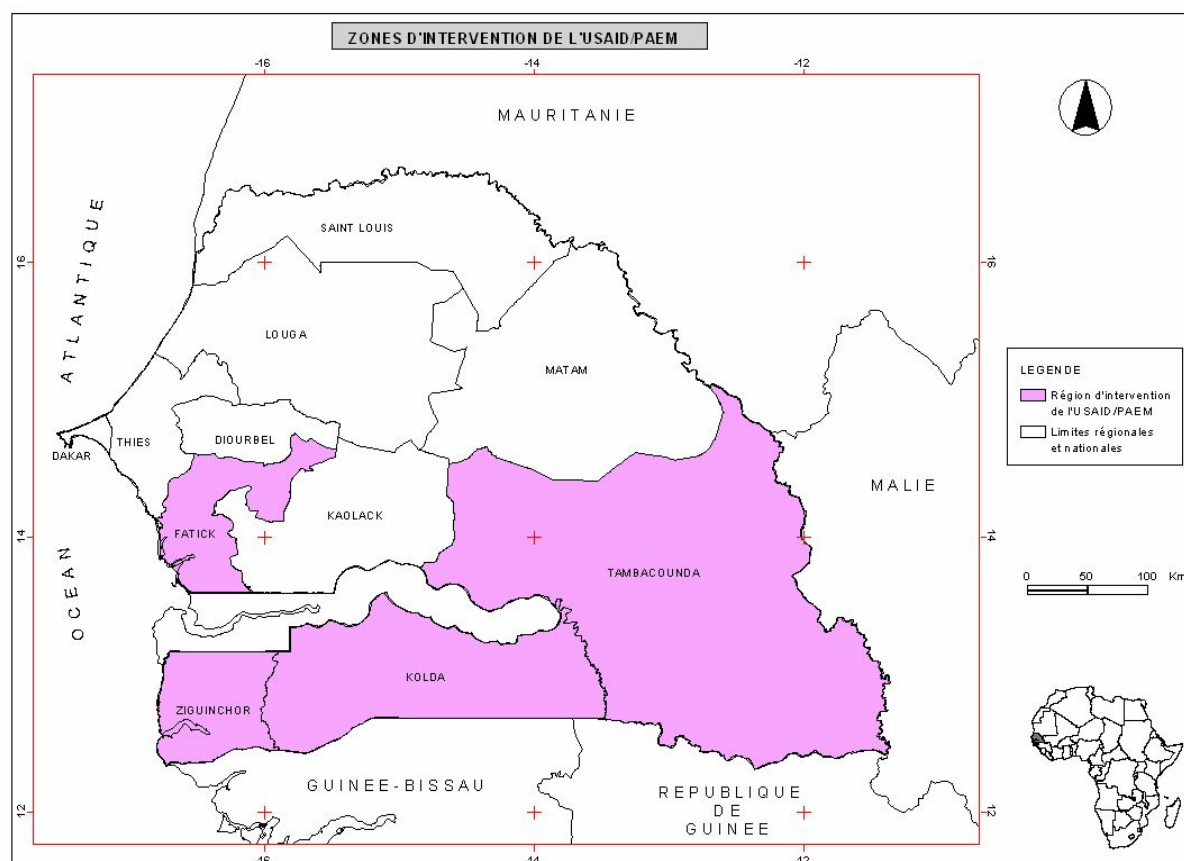 ZONES D'INTERVENTION DE L'USAID/PAEM
-16
-14
-12
MAURITANIE
ATLANTIQUE
OCEAN
SAINT LOUIS
16
16
LOUGA
MATAM
THIES
DIOURBEL
DAKAR
LEGENDE
Région d'intervention
de l'USAID/PAEM
Limites régionales
et nationales
MALIE
KAOLACK
FATICK
14
14
TAMBACOUNDA
0 50 100 Km
KOLDA
ZIGUINCHOR
GUINEE-BISSAU
REPUBLIQUE
DE
GUINEE
12
12
-16
-14
-12